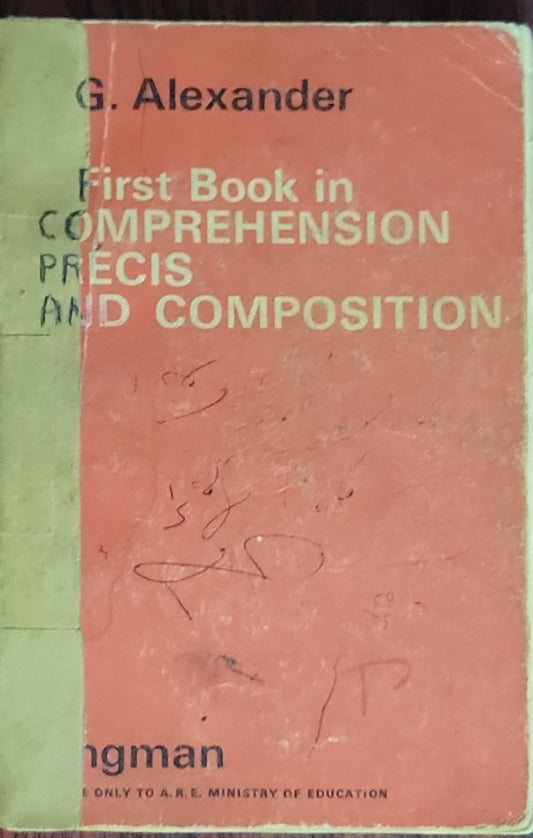 G. Alexander
First Book in
COMPREHENSION
PRÉCIS
AND COMPOSITION
ngman
E ONLY TO A.R.E. MINISTRY OF EDUCATION